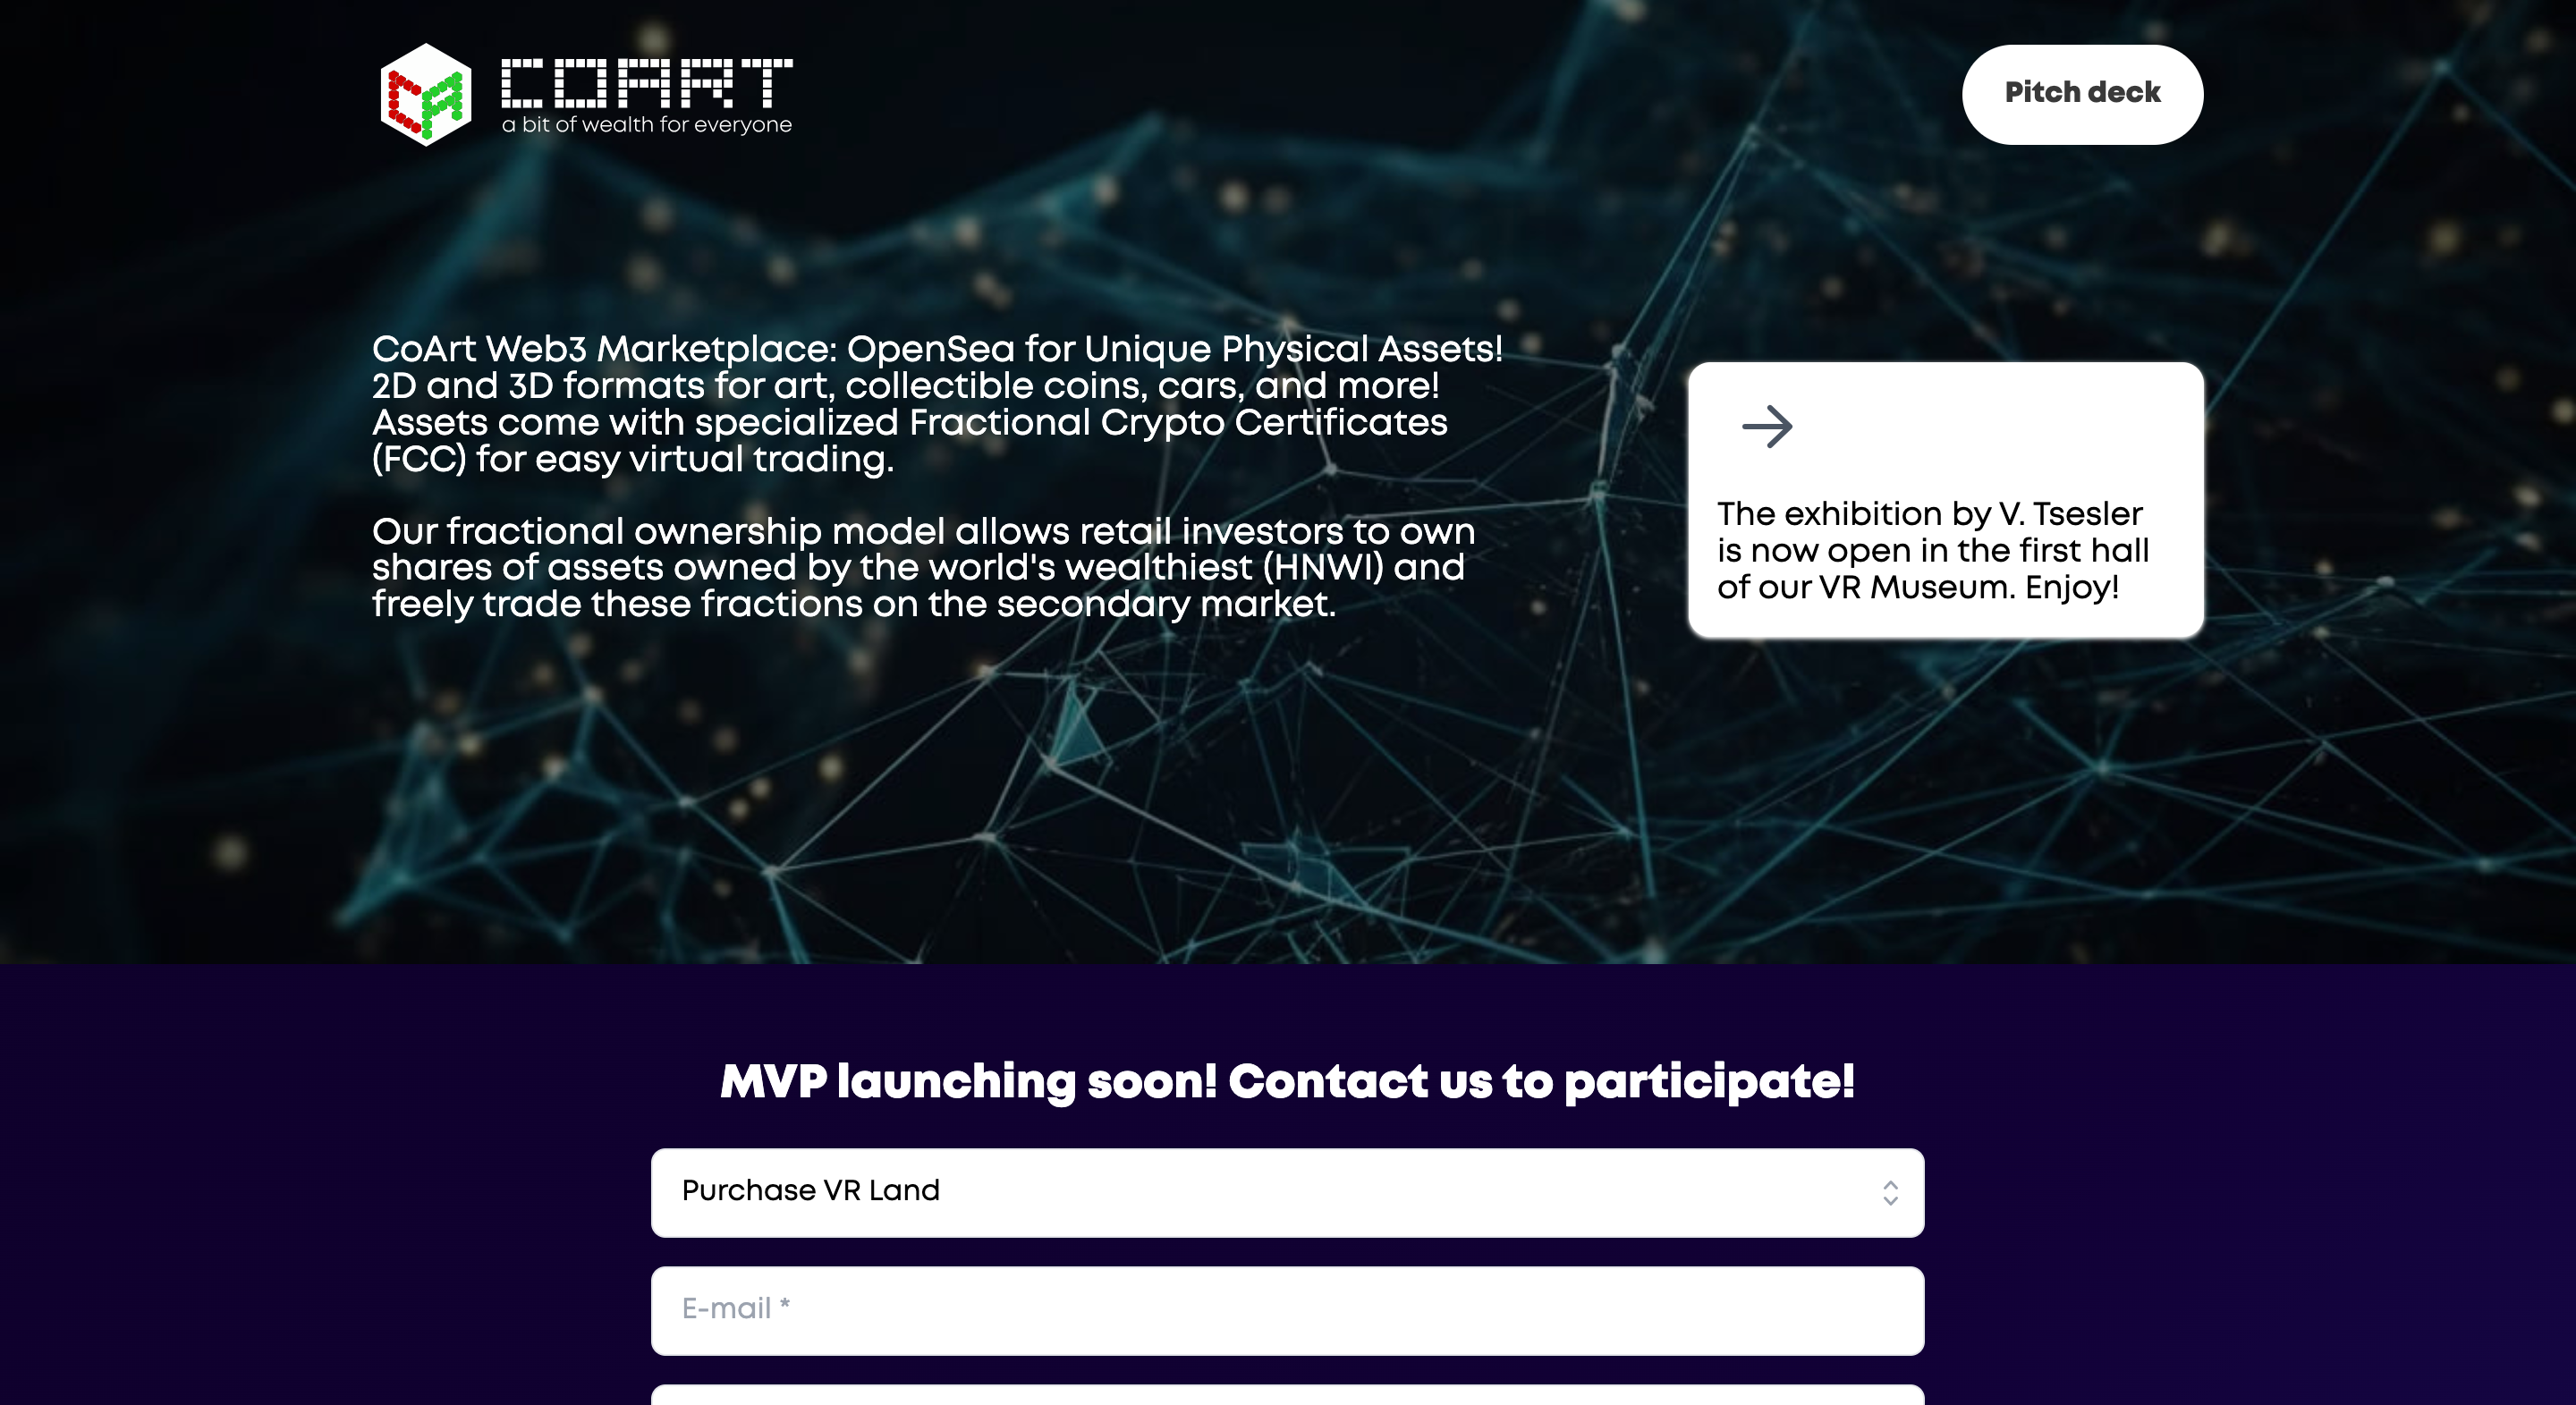 COART
a bit of wealth for everyone
Pitch deck
CoArt Web3 Marketplace: OpenSea for Unique Physical Assets!
2D and 3D formats for art, collectible coins, cars, and more!
Assets come with specialized Fractional Crypto Certificates
(FCC) for easy virtual trading.
Our fractional ownership model allows retail investors to own
shares of assets owned by the world's wealthiest (HNWI) and
freely trade these fractions on the secondary market.
The exhibition by V. Tsesler
is now open in the first hall
of our VR Museum. Enjoy!
MVP launching soon! Contact us to participate!
Purchase VR Land
E-mail *